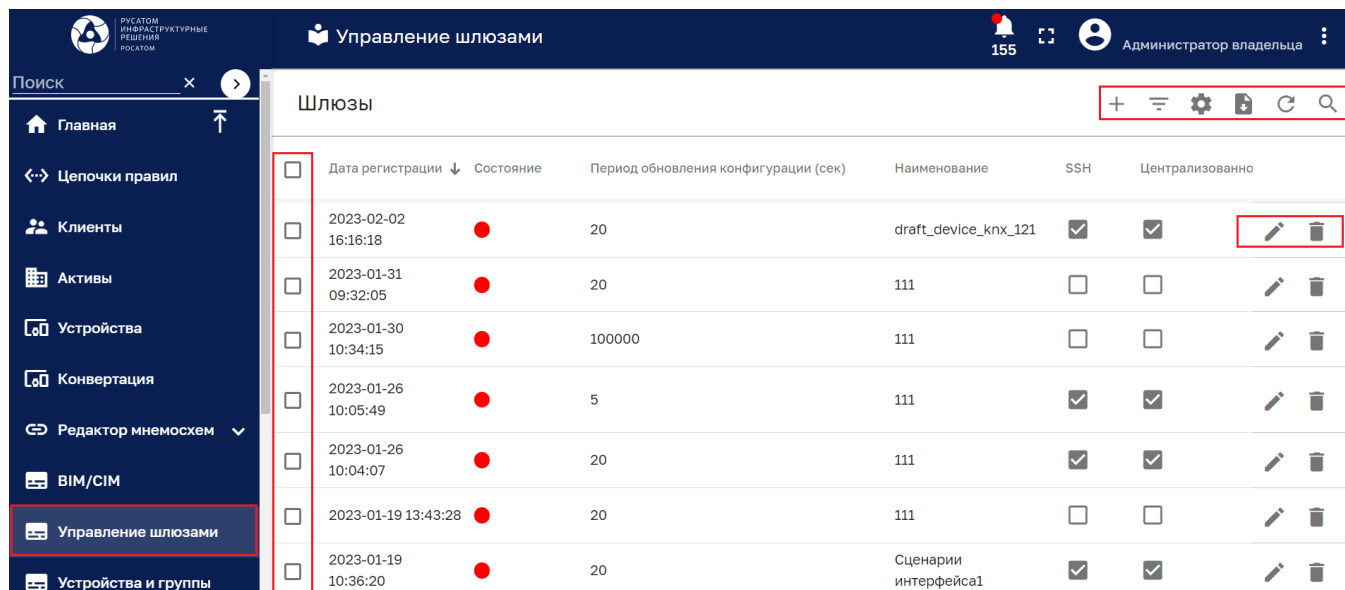 РУСАТОМ
ИНФРАСТРУКТУРНЫЕ
РЕШЕНИЯ
РОСАТОМ
Управление шлюзами
155
Администратор владельца
Поиск
Главная
Цепочки правил
Клиенты
Активы
Устройства
Конвертация
Редактор мнемосхем
BIM/CIM
Управление шлюзами
Устройства и группы
Шлюзы
Дата регистрации Состояние Период обновления конфигурации (сек) Наименование SSH Централизованно
2023-02-02
16:16:18
20 draft_device_knx_121
2023-01-31
09:32:05
20 111
2023-01-30
10:34:15
100000 111
2023-01-26
10:05:49
5 111
2023-01-26
10:04:07
20 111
2023-01-19 13:43:28 20 111
2023-01-19
10:36:20
20
Сценарии
интерфейса1